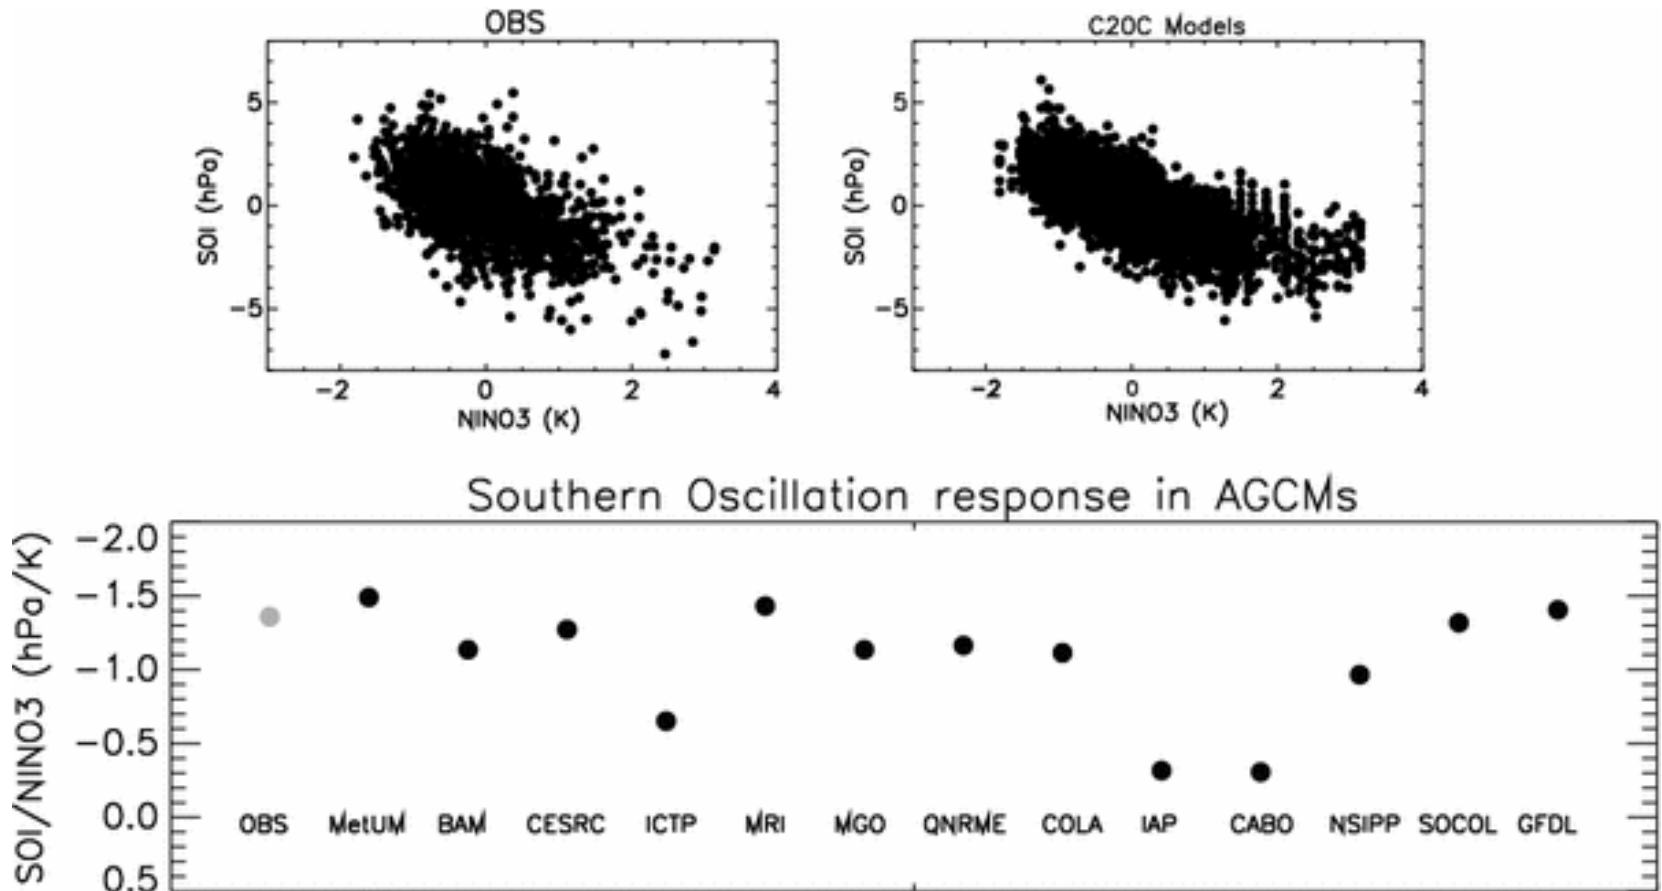 OBS
C20C Models
5
0
−5
SOI (hPa)
−2 0 2 4
NINO3 (K)
5
0
−5
SOI (hPa)
−2 0 2 4
NINO3 (K)
Southern Oscillation response in AGCMs
SOI/NINO3 (hPa/K)
−2.0
−1.5
−1.0
−0.5
0.0
0.5
OBS MetUM BAM CESRC ICTP MRI MGO QNRME COLA IAP CABO NSIPP SOCOL GFDL